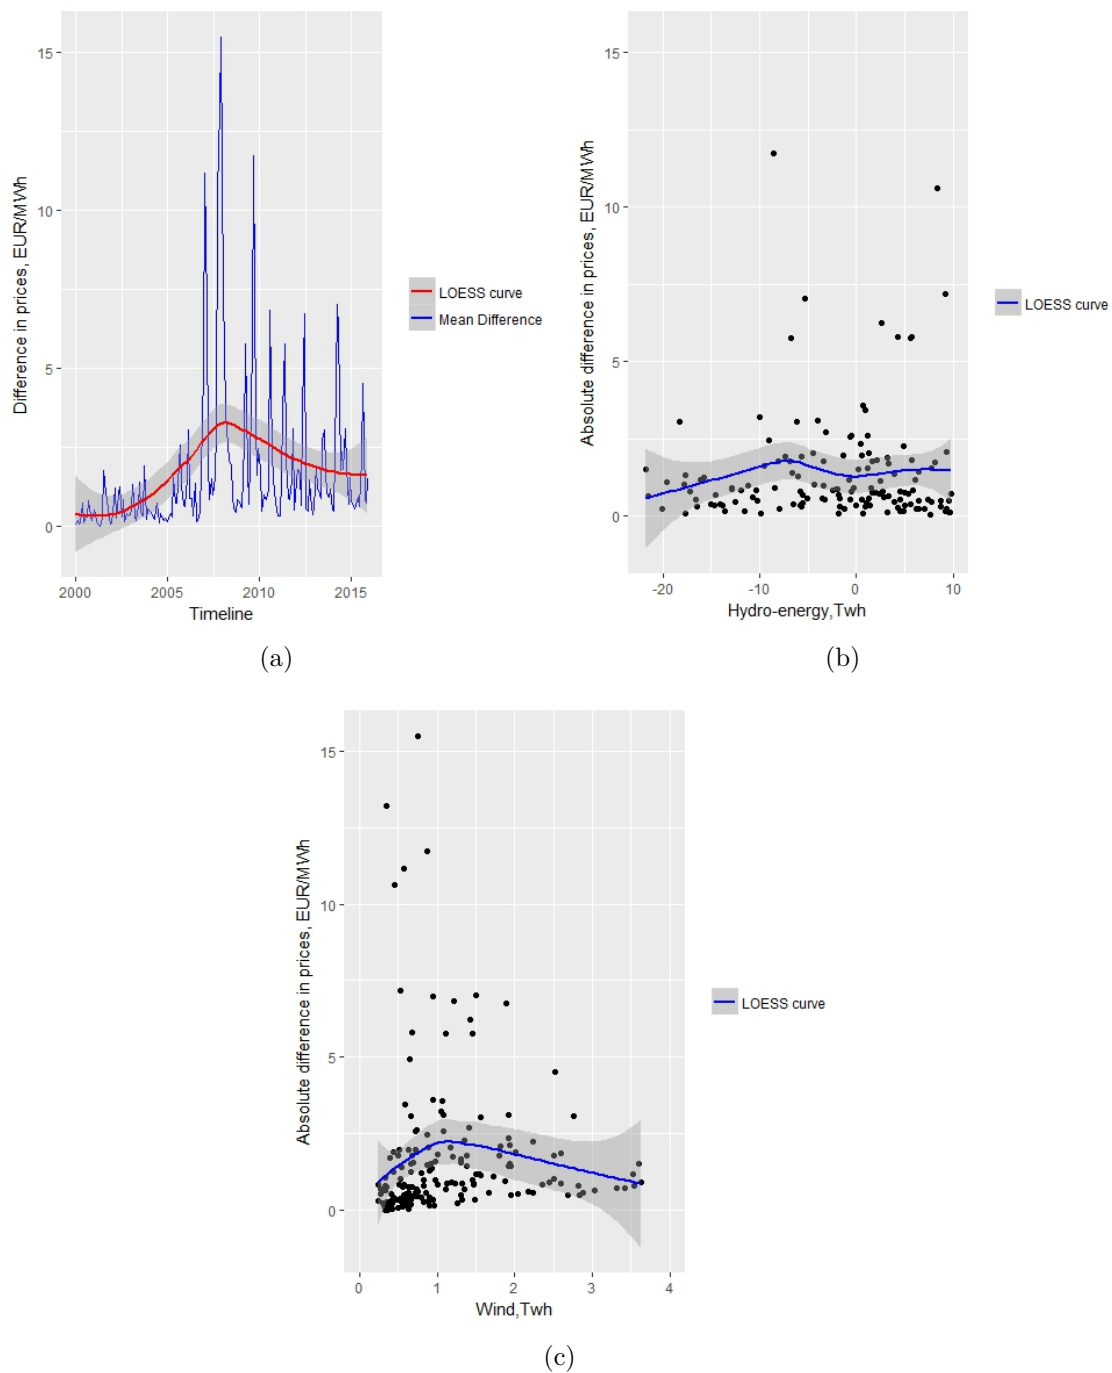 Difference in prices, EUR/MWh
15
10
5
0
2000 2005 2010 2015
Timeline
LOESS curve
Mean Difference
(a)
Absolute difference in prices, EUR/MWh
15
10
5
0
-20 -10 0 10
Hydro-energy,Twh
LOESS curve
(b)
Absolute difference in prices, EUR/MWh
15
10
5
0
0 1 2 3 4
Wind,Twh
LOESS curve
(c)